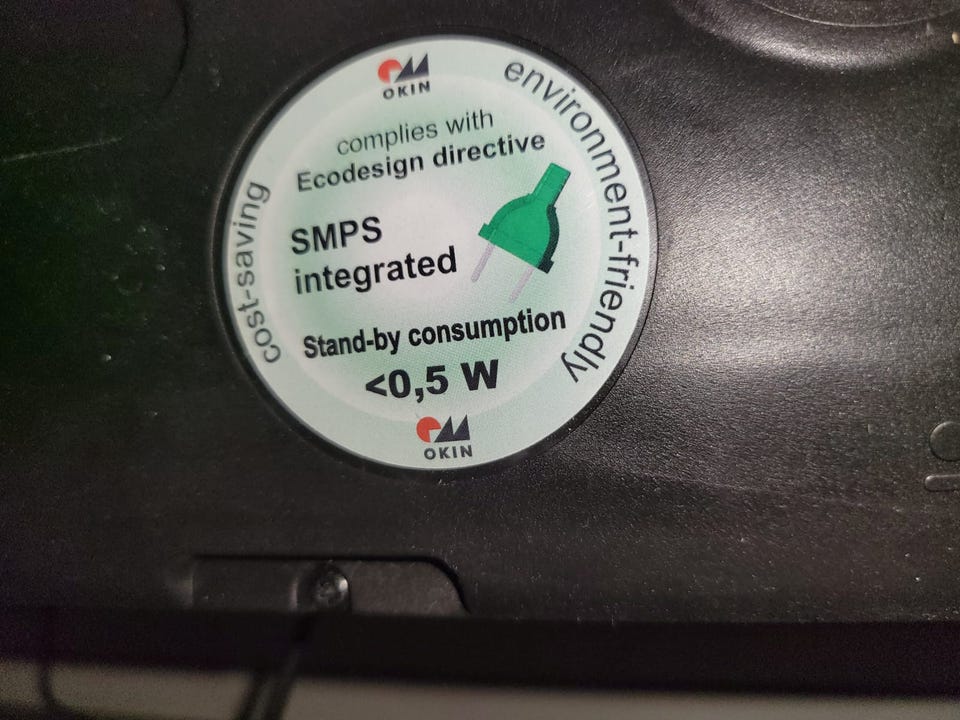 OKIN
complies with
Ecodesign directive
SMPS
integrated
Stand-by consumption
<0,5 W
OKIN
cost-saving
environment-friendly